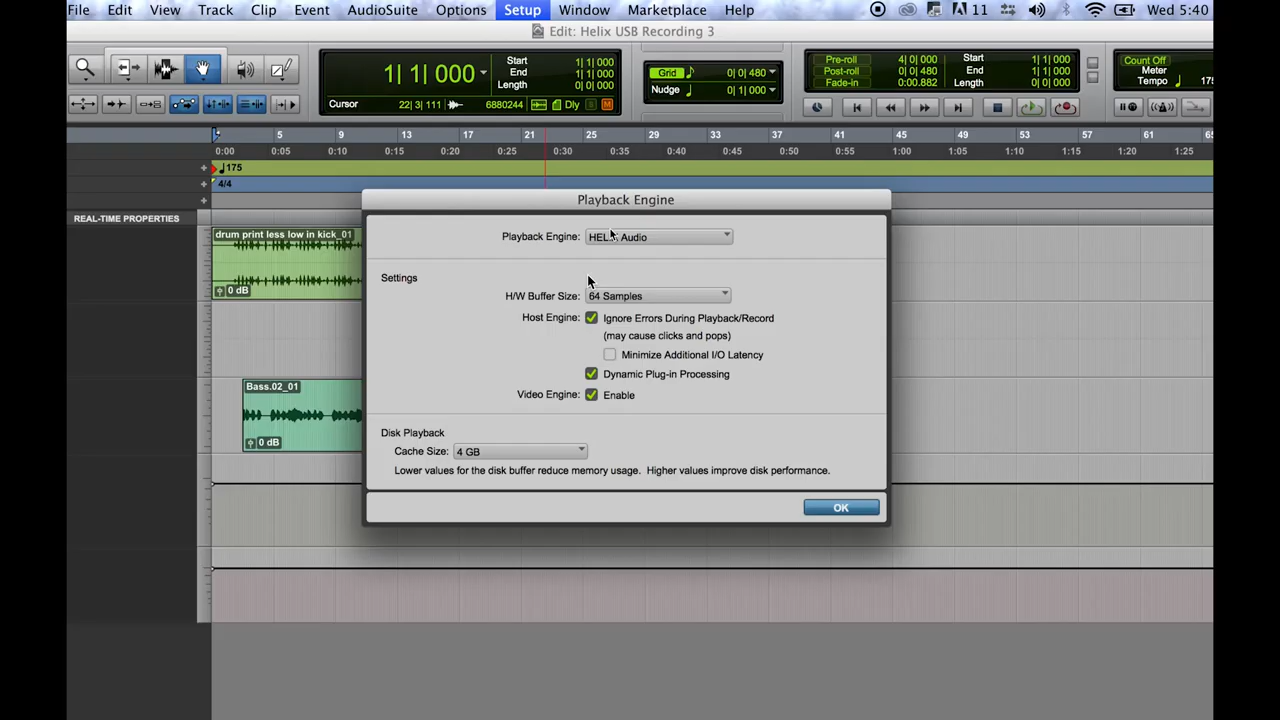 File Edit View Track Clip Event AudioSuite Options Setup Window Marketplace Help 11 Wed 5:40
Edit: Helix USB Recording 3
1| 1| 000
Start 1| 1| 000
End 1| 1| 000
Length 0| 0| 000
Cursor 22| 3| 111 6880244 Dly S M
Grid 0| 0| 480
Nudge 0| 1| 000
Pre-roll 4| 0| 000
Post-roll 0| 0| 480
Fade-in 0:00.882
Start 1| 1| 000
End 1| 1| 000
Length 0| 0| 000
Count Off
Meter
Tempo 175
5 9 13 17 21 25 29 33 37 41 45 49 53 57 61 65
0:00 0:05 0:10 0:15 0:20 0:25 0:30 0:35 0:40 0:45 0:50 0:55 1:00 1:05 1:10 1:15 1:20 1:25
175
4/4
REAL-TIME PROPERTIES
drum print less low in kick_01
0 dB
Bass.02_01
0 dB
Playback Engine
Playback Engine: HELIX Audio
Settings
H/W Buffer Size: 64 Samples
Host Engine: Ignore Errors During Playback/Record
(may cause clicks and pops)
Minimize Additional I/O Latency
Dynamic Plug-in Processing
Video Engine: Enable
Disk Playback
Cache Size: 4 GB
Lower values for the disk buffer reduce memory usage. Higher values improve disk performance.
OK